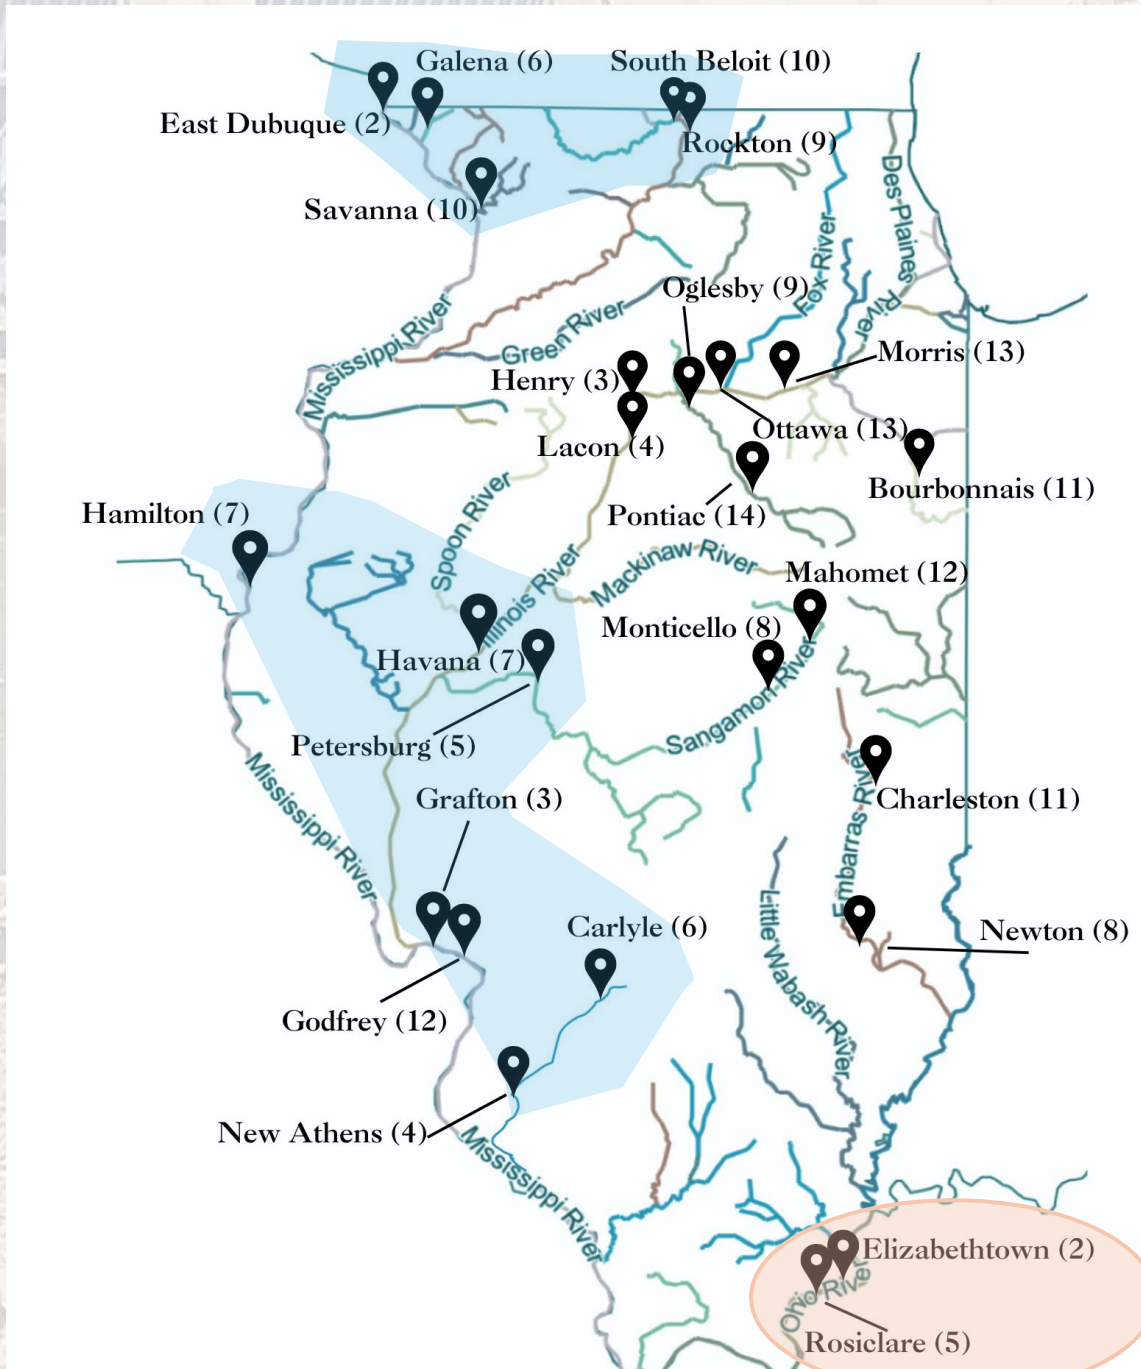 Galena (6)
South Beloit (10)
East Dubuque (2)
Rockton (9)
Savanna (10)
Des Plaines
River
Fox River
Oglesby (9)
Mississippi River
Green River
Morris (13)
Henry (3)
Ottawa (13)
Lacon (4)
Bourbonnais (11)
Pontiac (14)
Hamilton (7)
Spoon River
Illinois River
Mackinaw River
Mahomet (12)
Monticello (8)
Havana (7)
Sangamon River
Petersburg (5)
Mississippi River
Grafton (3)
Charleston (11)
Embarras River
Little Wabash River
Carlyle (6)
Newton (8)
Godfrey (12)
New Athens (4)
Mississippi River
Elizabethtown (2)
Ohio River
Rosiclare (5)